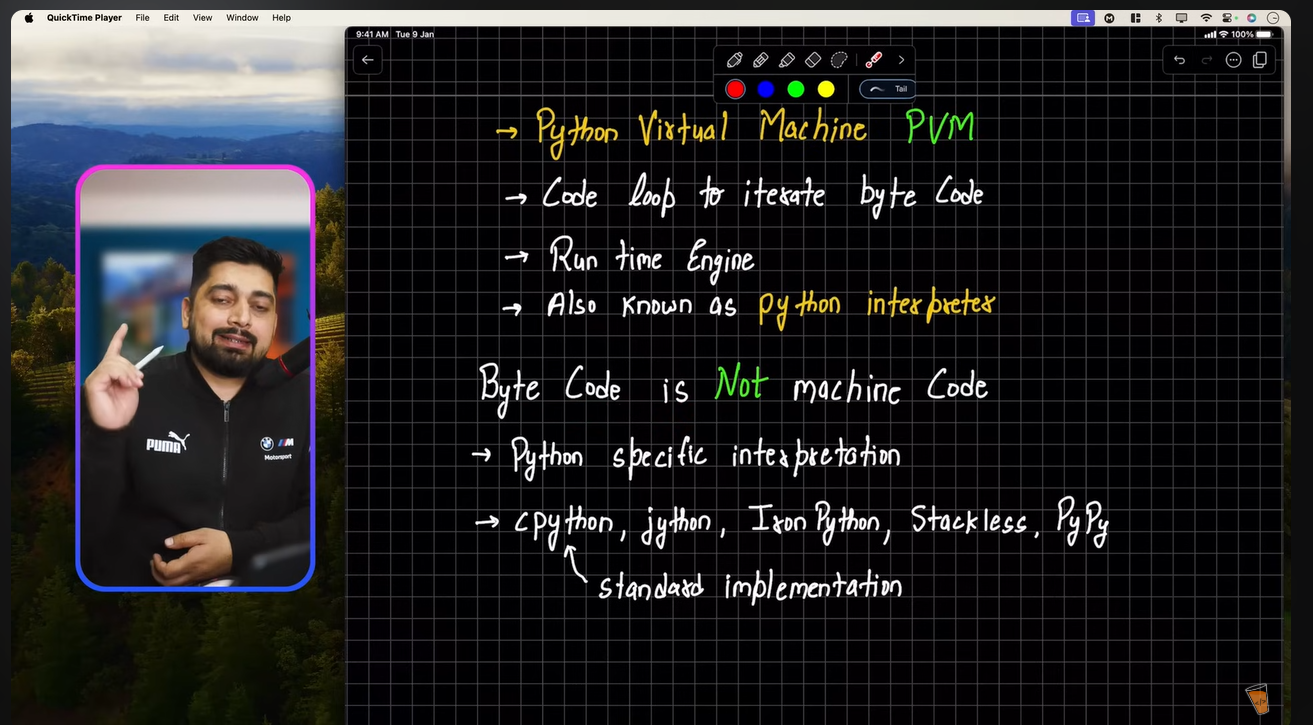 QuickTime Player File Edit View Window Help
9:41 AM Tue 9 Jan
100%
Tail
→ Python Virtual Machine PVM
→ Code loop to iterate byte Code
→ Run time Engine
→ Also known as python interpreter
Byte Code is Not machine Code
→ Python specific interpretation
→ cpython, jython, Iron Python, Stackless, PyPy
standard implementation
PUMA
M
Motorsport